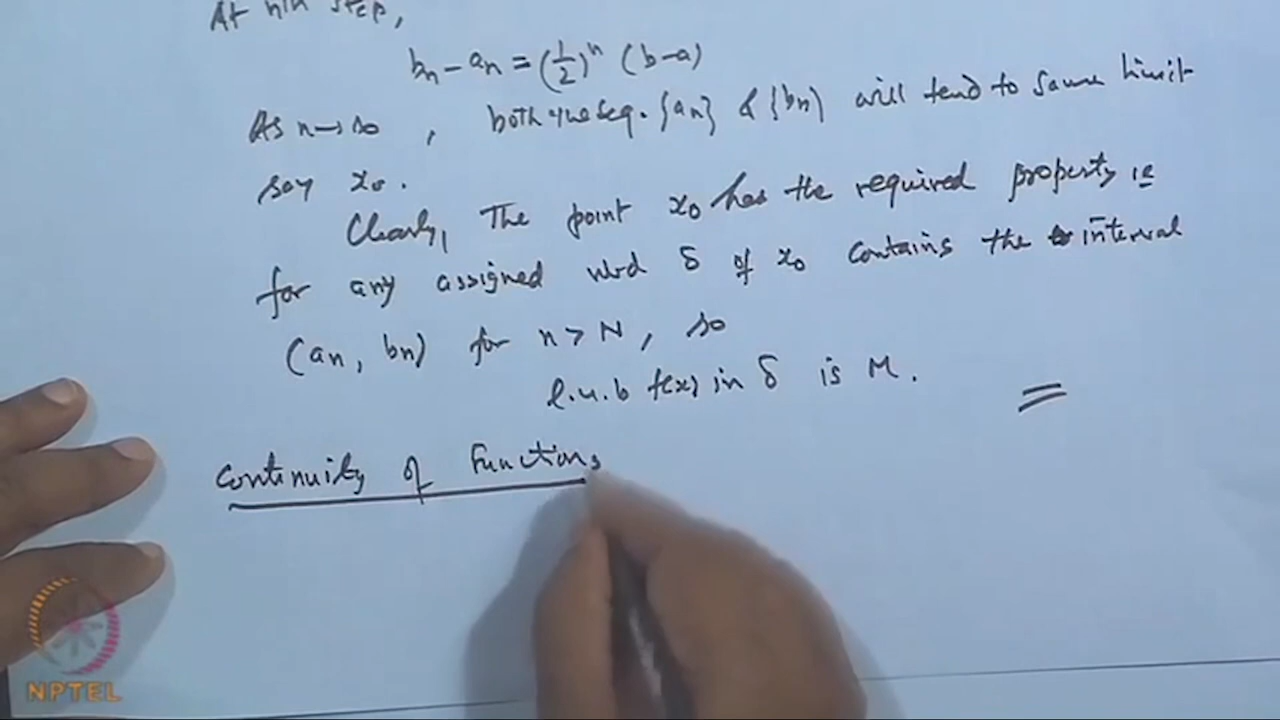 At nth step,
bn - an = (1/2)^n (b-a)
As n→∞, both the seq. {an} & {bn} will tend to same limit
say x0.
Clearly, The point x0 has the required property ie
for any assigned nbd δ of x0 contains the interval
(an, bn) for n > N, so
l.u.b f(x) in δ is M.
Continuity of Functions
NPTEL